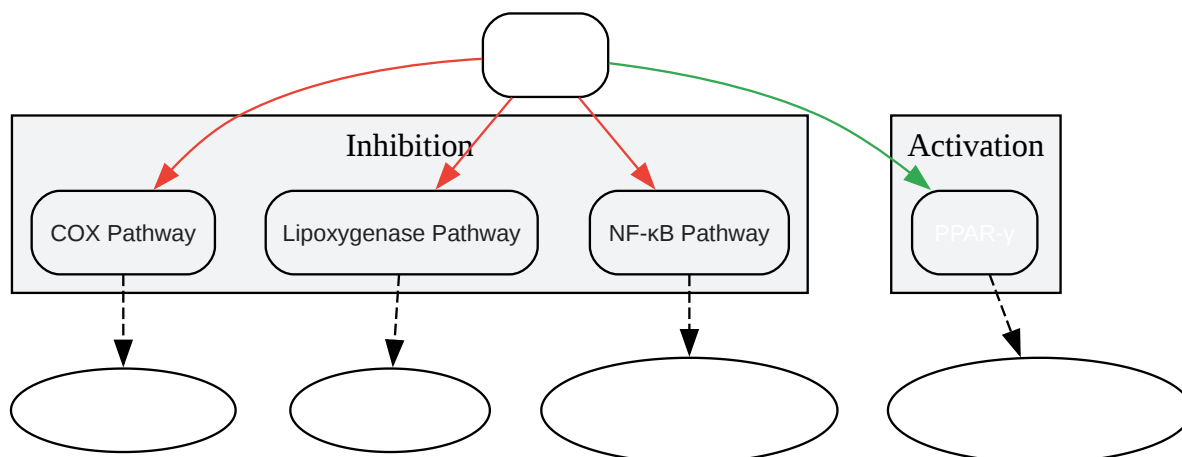 Inhibition
Activation
COX Pathway
Lipoxygenase Pathway
NF-κB Pathway
PPAR-γ